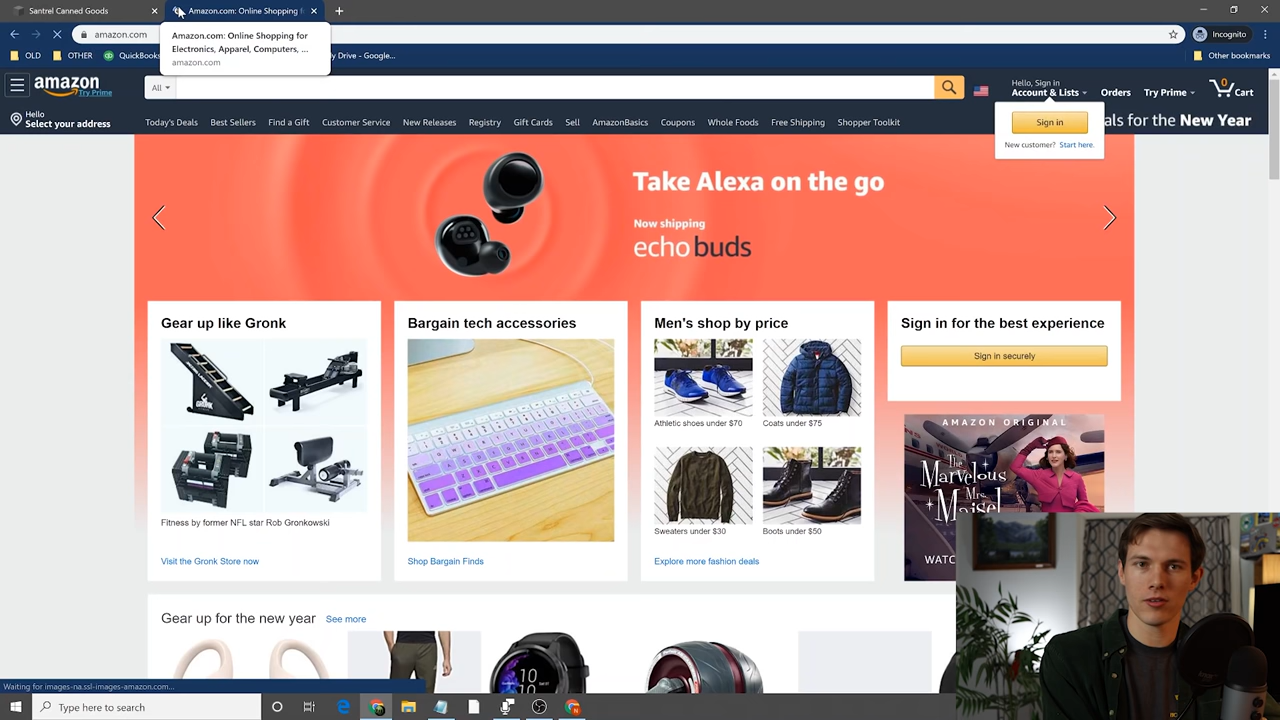 Santrel Canned Goods
Amazon.com: Online Shopping f
amazon.com
Amazon.com: Online Shopping for
Electronics, Apparel, Computers, ...
amazon.com
Incognito
OLD
OTHER
QuickBooks
y Drive - Google...
Other bookmarks
amazon
Try Prime
All
Hello, Sign in
Account & Lists
Orders
Try Prime
0
Cart
Hello
Select your address
Today's Deals
Best Sellers
Find a Gift
Customer Service
New Releases
Registry
Gift Cards
Sell
AmazonBasics
Coupons
Whole Foods
Free Shipping
Shopper Toolkit
Sign in
als for the New Year
New customer? Start here.
Take Alexa on the go
Now shipping
echo buds
Gear up like Gronk
Bargain tech accessories
Men's shop by price
Sign in for the best experience
Sign in securely
GRONK
Athletic shoes under $70
Coats under $75
AMAZON ORIGINAL
The
Marvelous
Mrs.
Maisel
Fitness by former NFL star Rob Gronkowski
Sweaters under $30
Boots under $50
Visit the Gronk Store now
Shop Bargain Finds
Explore more fashion deals
WATC
Gear up for the new year
See more
Waiting for images-na.ssl-images-amazon.com...
Type here to search